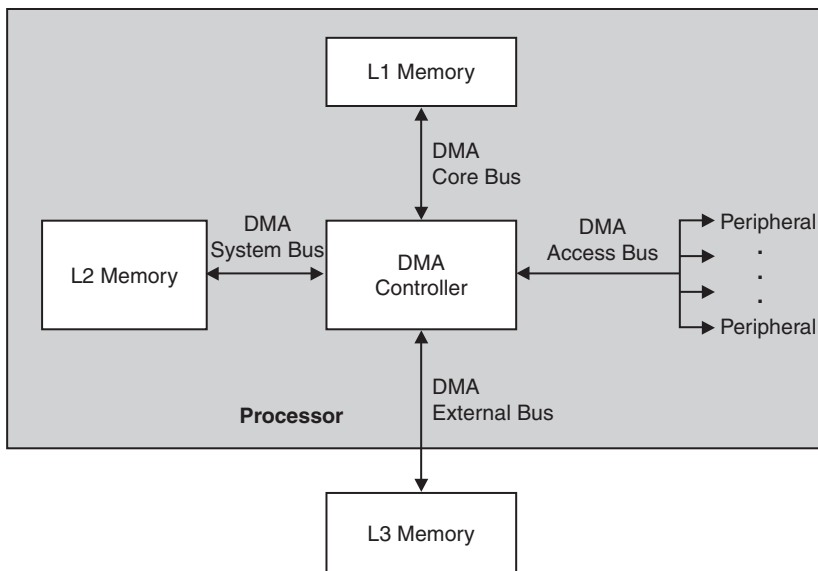 L1 Memory
DMA
Core Bus
DMA
System Bus
L2 Memory
DMA
Controller
DMA
Access Bus
Peripheral
.
.
.
Peripheral
DMA
External Bus
Processor
L3 Memory